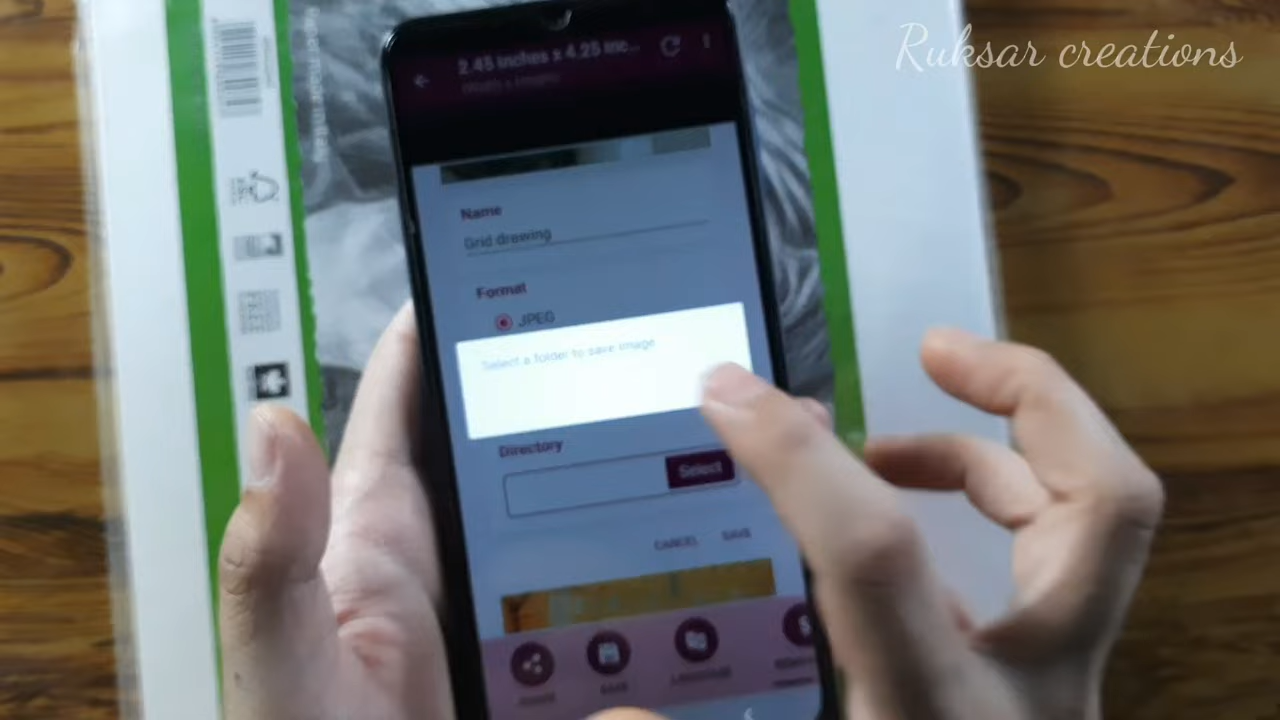 Ruksar creations
2.45 inches x 4.25 inc...
Name
Grid drawing
Format
JPEG
Select a folder to save image
Directory
Select
CANCEL SAVE
SAVE